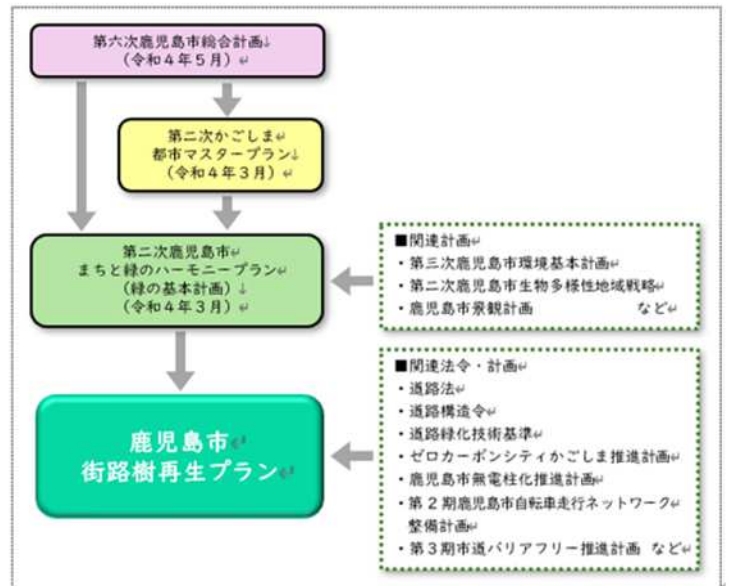 第六次鹿児島市総合計画↓
(令和4年5月)↵
第二次かごしま↵
都市マスタープラン↓
(令和4年3月)↵
第二次鹿児島市↵
まちと緑のハーモニープラン↵
(緑の基本計画)↓
(令和4年3月)↵
■関連計画↵
・第三次鹿児島市環境基本計画↵
・第二次鹿児島市生物多様性地域戦略↵
・鹿児島市景観計画 など↵
鹿児島市↵
街路樹再生プラン↵
■関連法令・計画↵
・道路法↵
・道路構造令↵
・道路緑化技術基準↵
・ゼロカーボンシティかごしま推進計画↵
・鹿児島市無電柱化推進計画↵
・第2期鹿児島市自転車走行ネットワーク↵
整備計画↵
・第3期市道バリアフリー推進計画 など↵